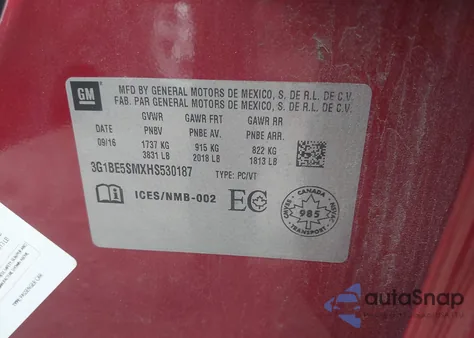 GM
MFD BY GENERAL MOTORS DE MEXICO, S. DE R.L. DE C.V.
FAB. PAR GENERAL MOTORS DE MEXICO, S. DE R.L. DE C.V.
GVWR GAWR FRT GAWR RR
DATE PNBV PNBE AV. PNBE ARR.
09/16 1737 KG 915 KG 822 KG
3831 LB 2018 LB 1813 LB
3G1BE5SMXHS530187 TYPE: PC/VT
ICES/NMB-002 EC
CANADA
985
TRANSPORT
autoSnap